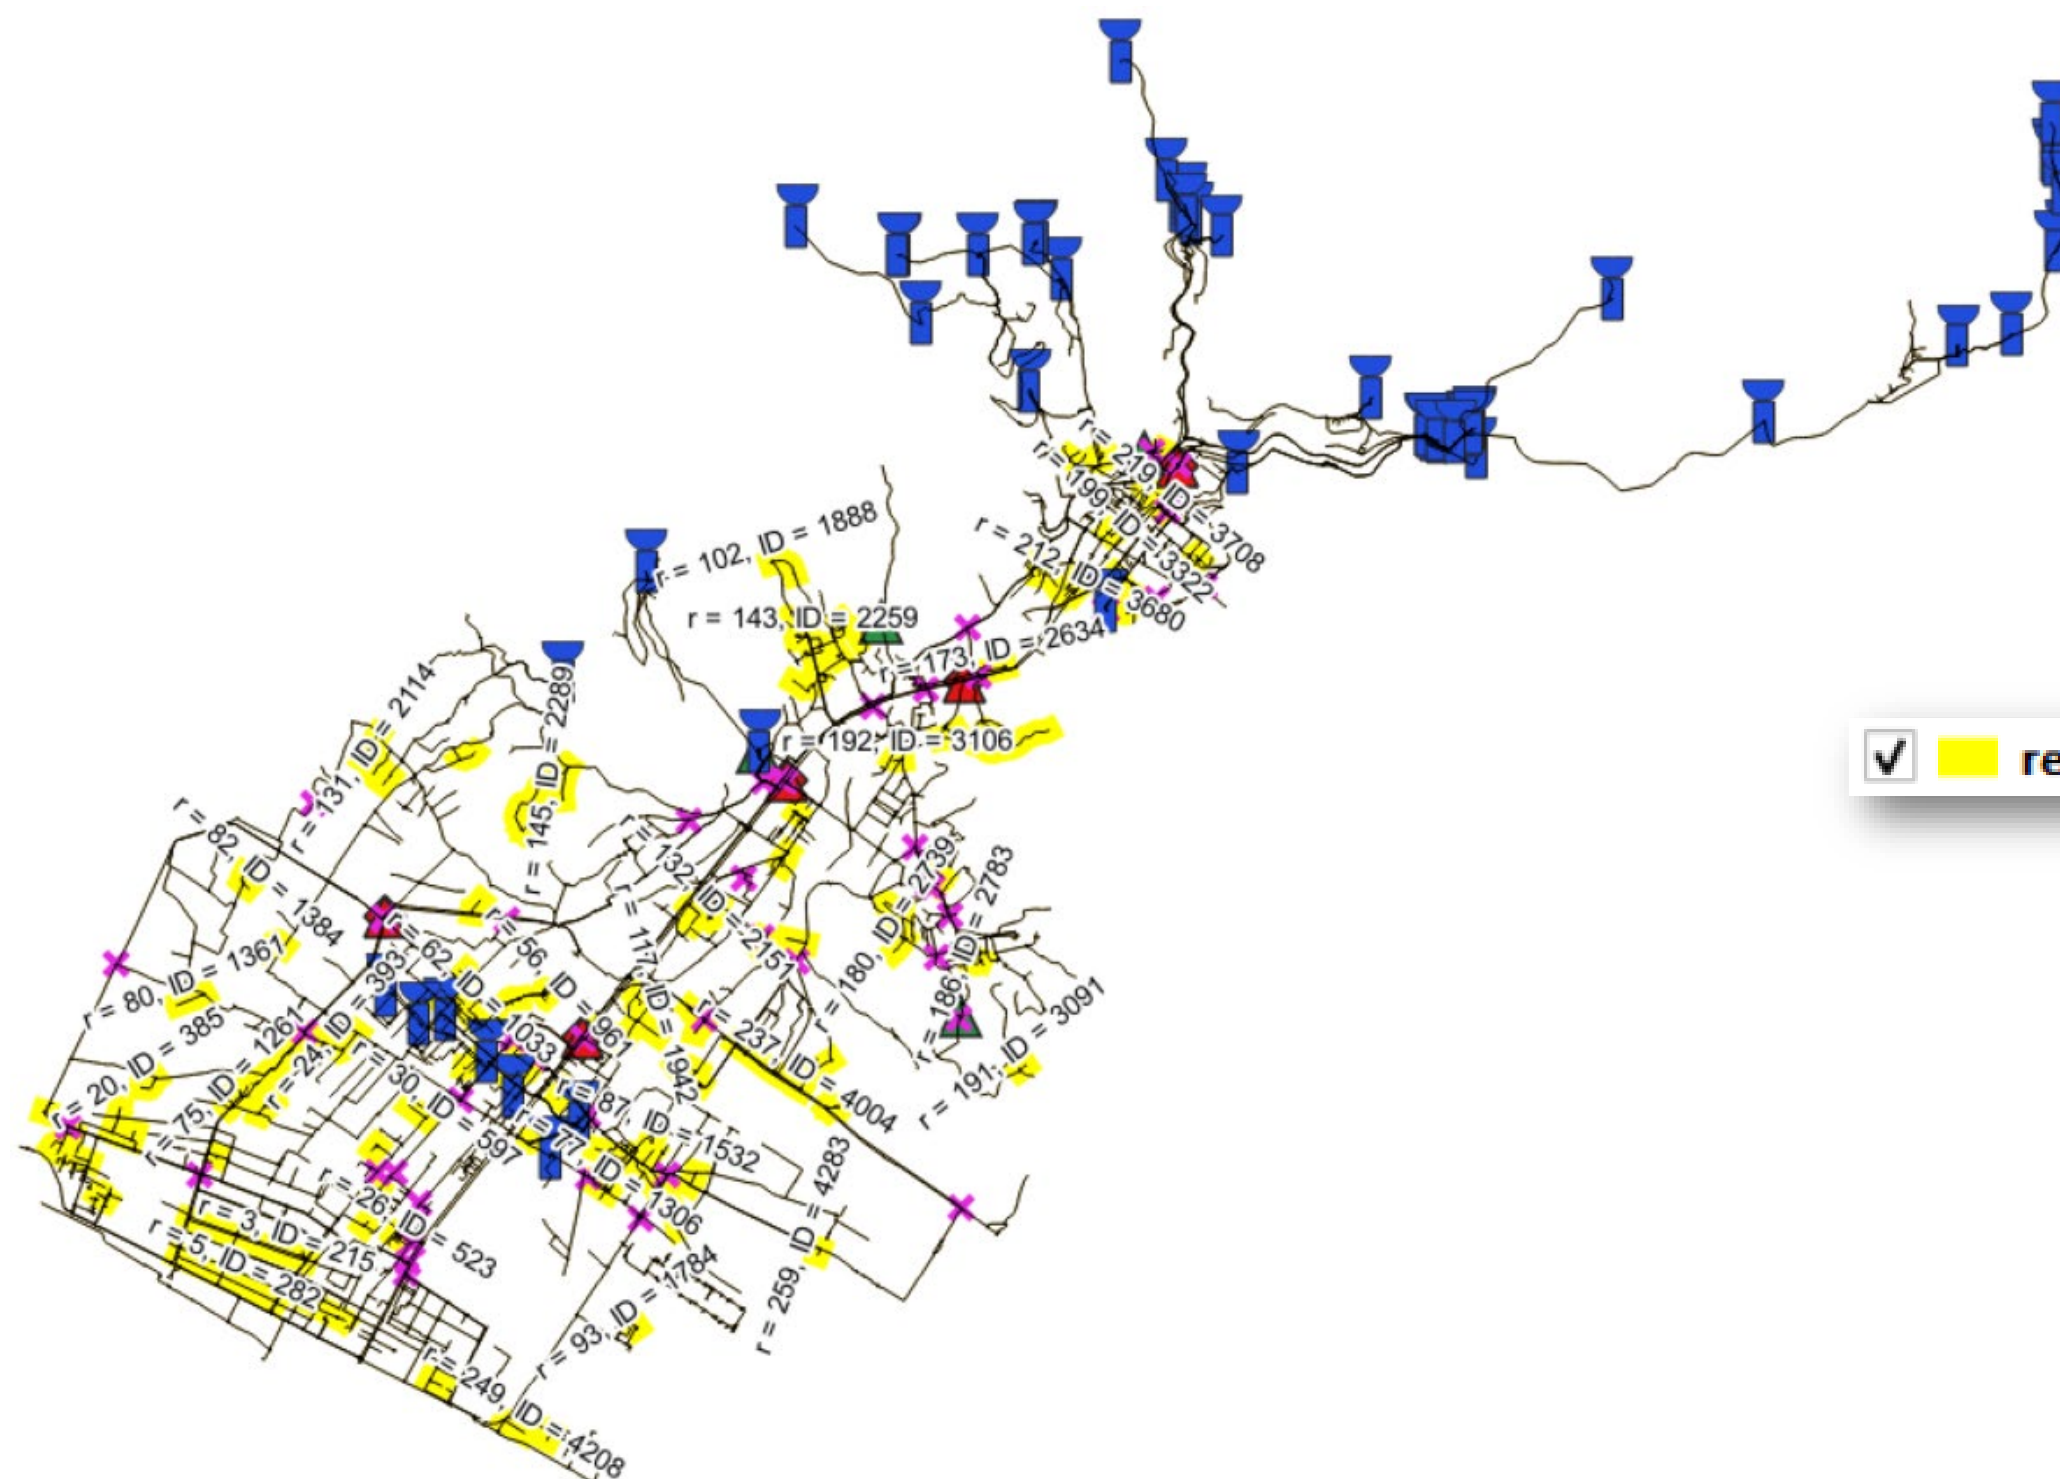 r = 219, ID = 3708
r = 199, ID = 3322
r = 212, ID = 3680
r = 102, ID = 1888
r = 143, ID = 2259
r = 173, ID = 2634
r = 192, ID = 3106
re
r = 131, ID = 2114
r = 145, ID = 2289
r = 82, ID = 1384
r = 132, ID = 2151
r = 180, ID = 2739
r = 186, ID = 2783
r = 80, ID = 1361
r = 62, ID = 1033
r = 56, ID = 961
r = 117, ID = 1942
r = 237, ID = 4004
r = 191, ID = 3091
r = 20, ID = 385
r = 75, ID = 1261
r = 24, ID = 393
r = 30, ID = 597
r = 87, ID = 1532
r = 77, ID = 1306
r = 26, ID = 523
r = 3, ID = 215
r = 5, ID = 282
r = 93, ID = 1784
r = 259, ID = 4283
r = 249, ID = 4208